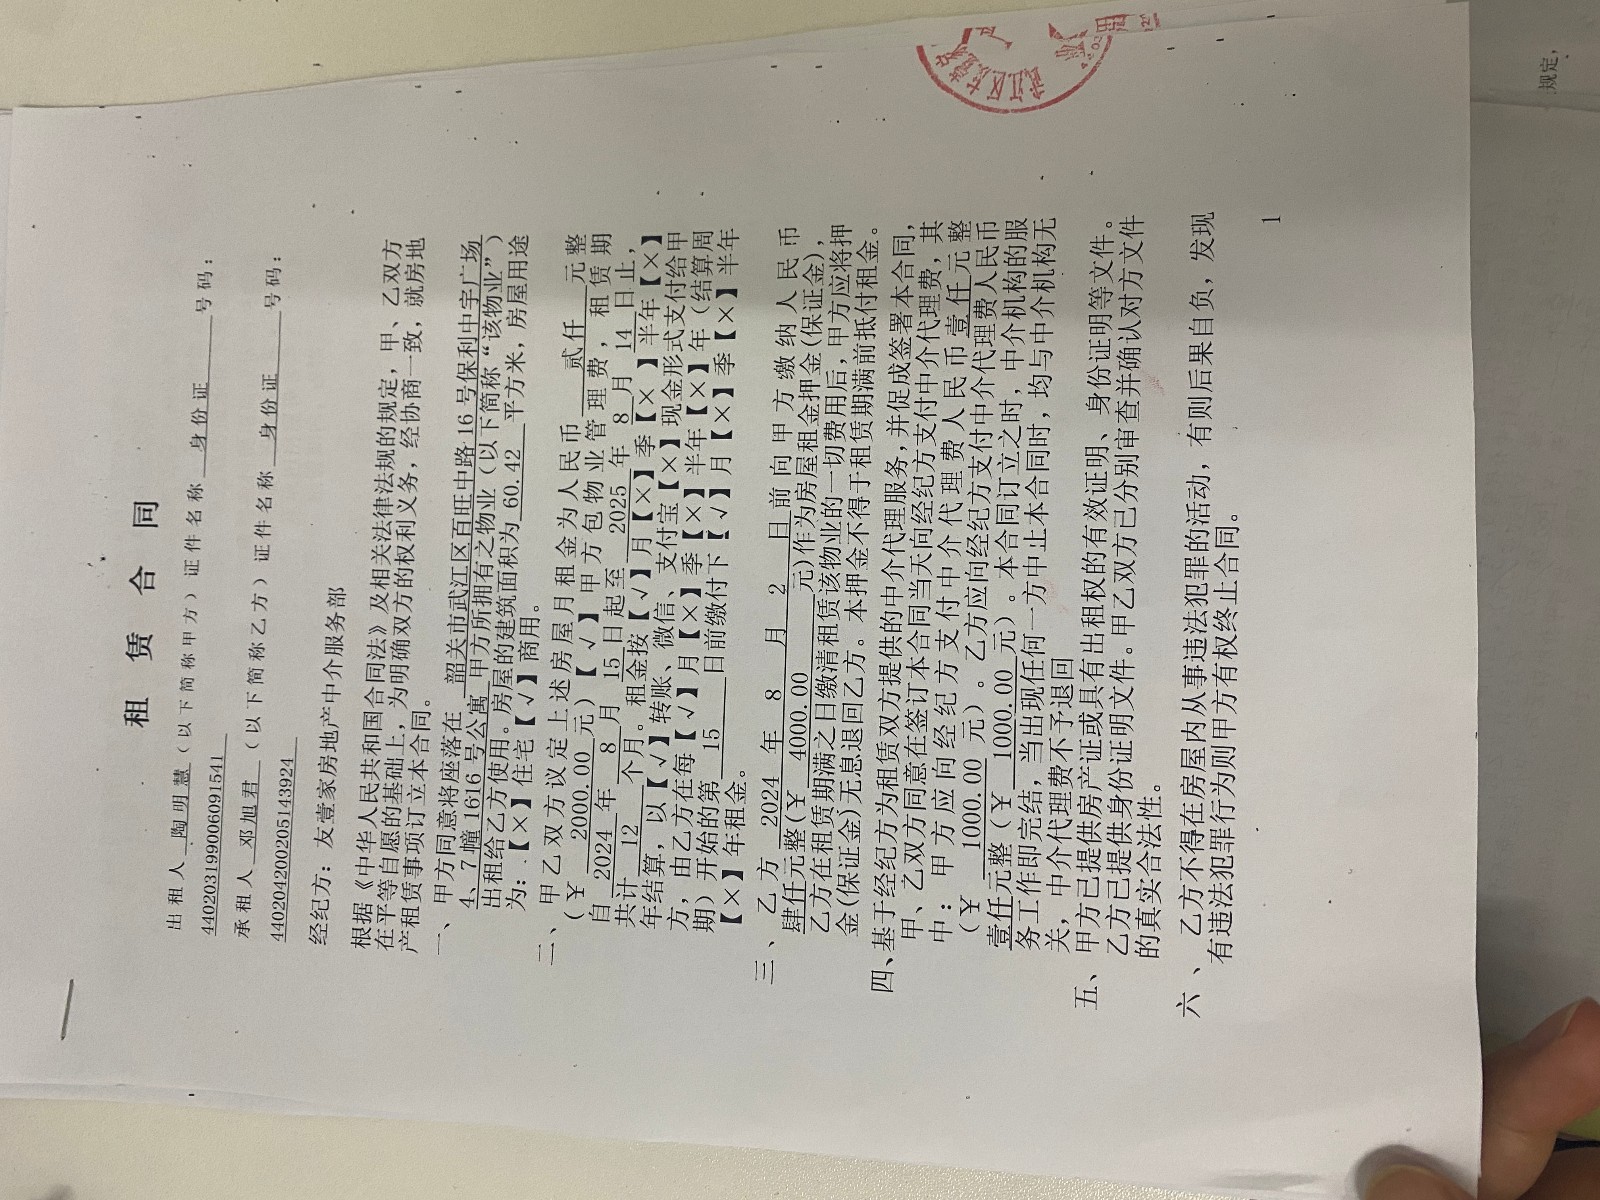 租 赁 合 同
出租人 陶明慧(以下简称甲方)证件名称 身份证 号码:
440203199006091541
承租人 邓旭君 (以下简称乙方)证件名称 身份证 号码:
440204200205143924
经纪方:友壹家房地产中介服务部
根据《中华人民共和国合同法》及相关法律法规的规定,甲、乙双方
在平等自愿的基础上,为明确双方的权利义务,经协商一致,就房地
产租赁事项订立本合同。
一、 甲方同意将座落在 韶关市武江区百旺中路 16 号保利中宇广场
4、7 幢 1616 号公寓 甲方所拥有之物业(以下简称“该物业”)
出租给乙方使用。房屋的建筑面积为 60.42 平方米,房屋用途
为:【×】住宅【√】商用。
二、 甲乙双方议定上述房屋月租金为人民币 贰仟 元整
(¥ 2000.00 元)【√】甲方包物业管理费,租赁期
自 2024 年 8 月 15 日起至 2025 年 8 月 14 日止,
共计 12 个月。租金按【√】月【×】季【×】半年【×】
年结算,以【√】转账、微信、支付宝【×】现金形式支付给甲
方,由乙方在每【√】月【×】季【×】半年【×】年(结算周
期)开始的第 15 日前缴付下【√】月【×】季【×】半年
【×】年租金。
三、 乙方 2024 年 8 月 2 日前向甲方缴纳人民币
肆仟元整(¥ 4000.00 元)作为房屋租金押金(保证金),
乙方在租赁期满之日缴清租赁该物业的一切费用后,甲方应将押
金(保证金)无息退回乙方。本押金不得于租赁期满前抵付租金。
四、基于经纪方为租赁双方提供的中介代理服务,并促成签署本合同,
甲、乙双方同意在签订本合同当天向经纪方支付中介代理费,其
中:甲方应向经纪方支付中介代理费人民币壹仟元整
(¥ 1000.00 元)。乙方应向经纪方支付中介代理费人民币
壹仟元整(¥ 1000.00 元)。本合同订立之时,中介机构的服
务工作即完结,当出现任何一方中止本合同时,均与中介机构无
关,中介代理费不予退回
五、 甲方已提供房产证或具有出租权的有效证明、身份证明等文件。
乙方已提供身份证明文件。甲乙双方已分别审查并确认对方文件
的真实合法性。
六、 乙方不得在房屋内从事违法犯罪的活动,有则后果自负,发现
有违法犯罪行为则甲方有权终止合同。
1
规定,